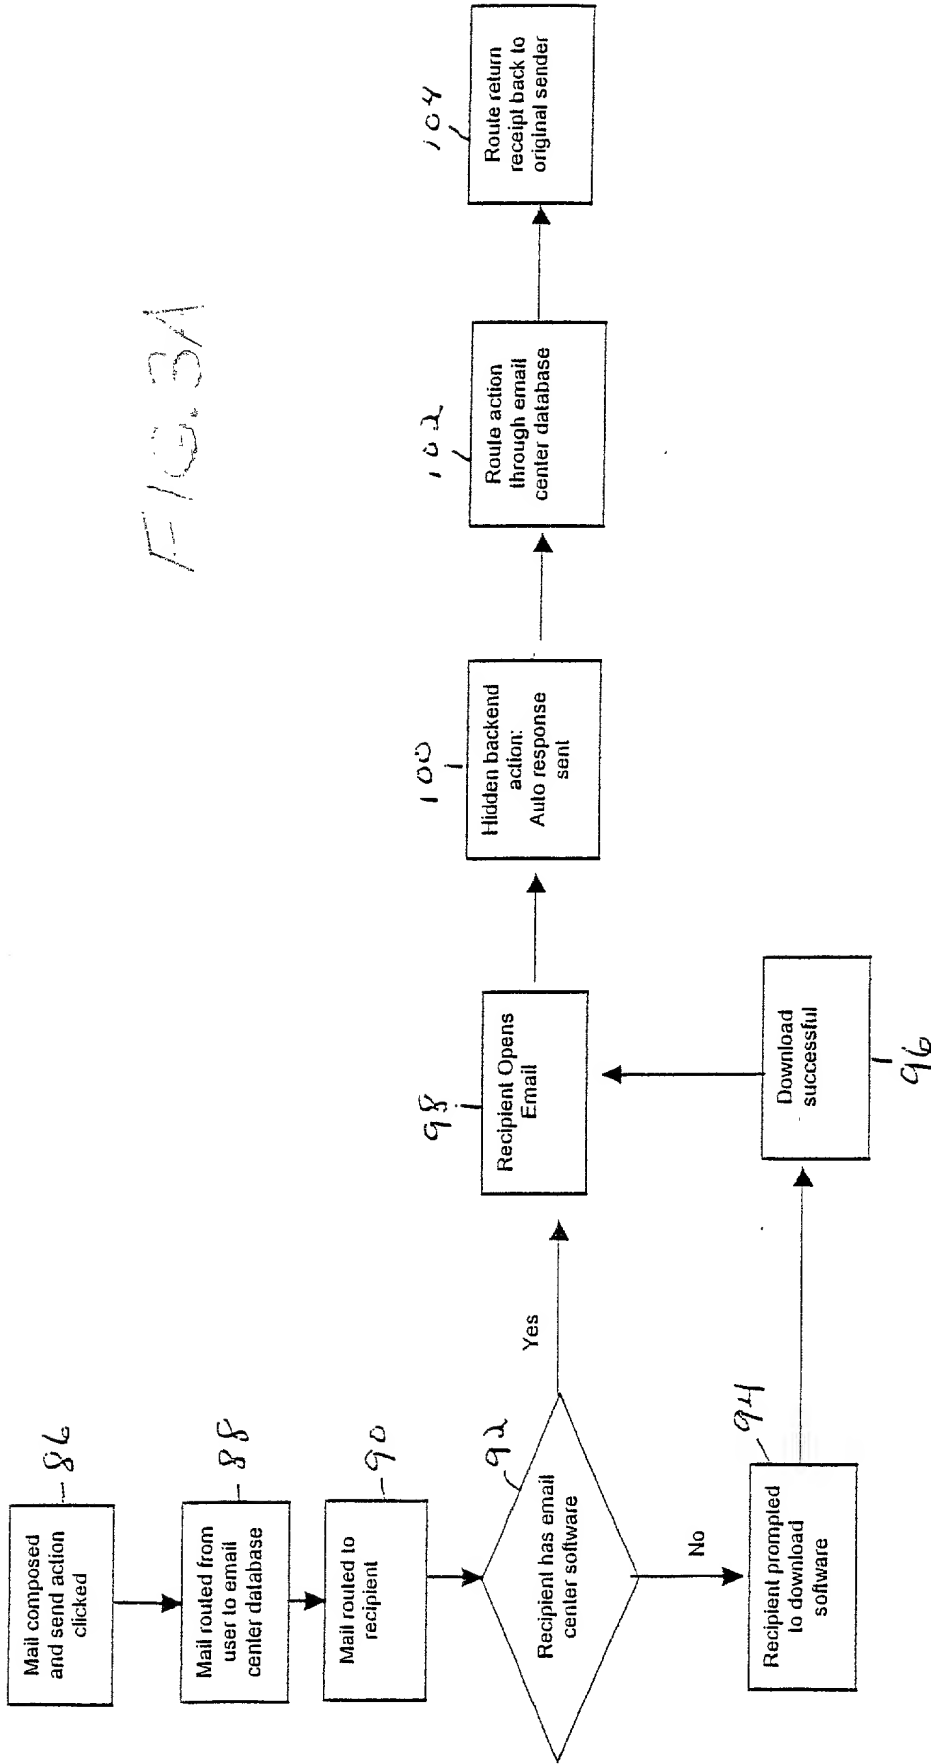 FIG. 3A
Mail composed
and send action
clicked
86
Mail routed from
user to email
center database
88
Mail routed to
recipient
90
Recipient has email
center software
92
Yes
No
Recipient prompted
to download
software
94
Download
successful
96
Recipient Opens
Email
98
Hidden backend
action:
Auto response
sent
100
Route action
through email
center database
102
Route return
receipt back to
original sender
104